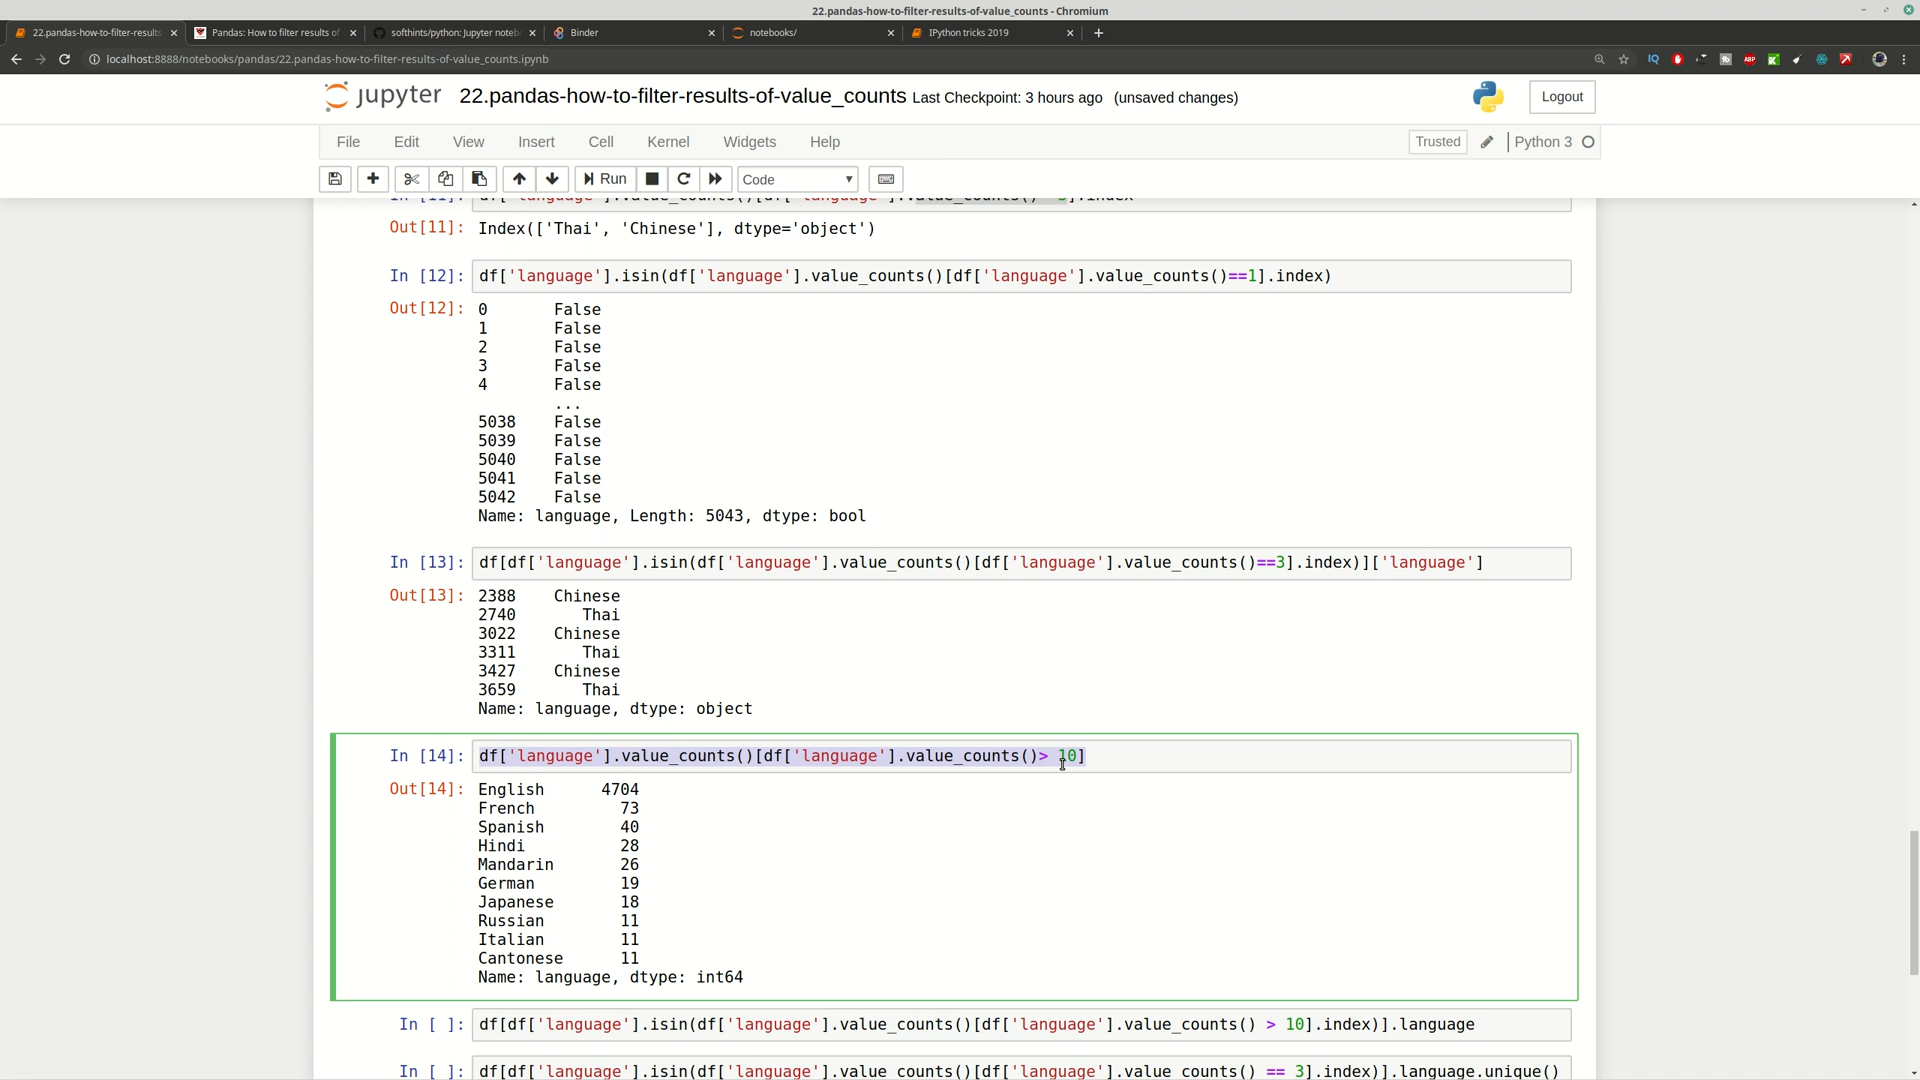 22.pandas-how-to-filter-results-of-value_counts - Chromium
22.pandas-how-to-filter-results
Pandas: How to filter results of
softhints/python: Jupyter noteb
Binder
notebooks/
IPython tricks 2019
localhost:8888/notebooks/pandas/22.pandas-how-to-filter-results-of-value_counts.ipynb
jupyter 22.pandas-how-to-filter-results-of-value_counts Last Checkpoint: 3 hours ago (unsaved changes)
Logout
File Edit View Insert Cell Kernel Widgets Help
Trusted
Python 3
Run
Code
In [11]: df['language'].value_counts()[df['language'].value_counts()==3].index
Out[11]: Index(['Thai', 'Chinese'], dtype='object')
In [12]: df['language'].isin(df['language'].value_counts()[df['language'].value_counts()==1].index)
Out[12]: 0 False
1 False
2 False
3 False
4 False
...
5038 False
5039 False
5040 False
5041 False
5042 False
Name: language, Length: 5043, dtype: bool
In [13]: df[df['language'].isin(df['language'].value_counts()[df['language'].value_counts()==3].index)]['language']
Out[13]: 2388 Chinese
2740 Thai
3022 Chinese
3311 Thai
3427 Chinese
3659 Thai
Name: language, dtype: object
In [14]: df['language'].value_counts()[df['language'].value_counts()> 10]
Out[14]: English 4704
French 73
Spanish 40
Hindi 28
Mandarin 26
German 19
Japanese 18
Russian 11
Italian 11
Cantonese 11
Name: language, dtype: int64
In [ ]: df[df['language'].isin(df['language'].value_counts()[df['language'].value_counts() > 10].index)].language
In [ ]: df[df['language'].isin(df['language'].value_counts()[df['language'].value_counts() == 3].index)].language.unique()